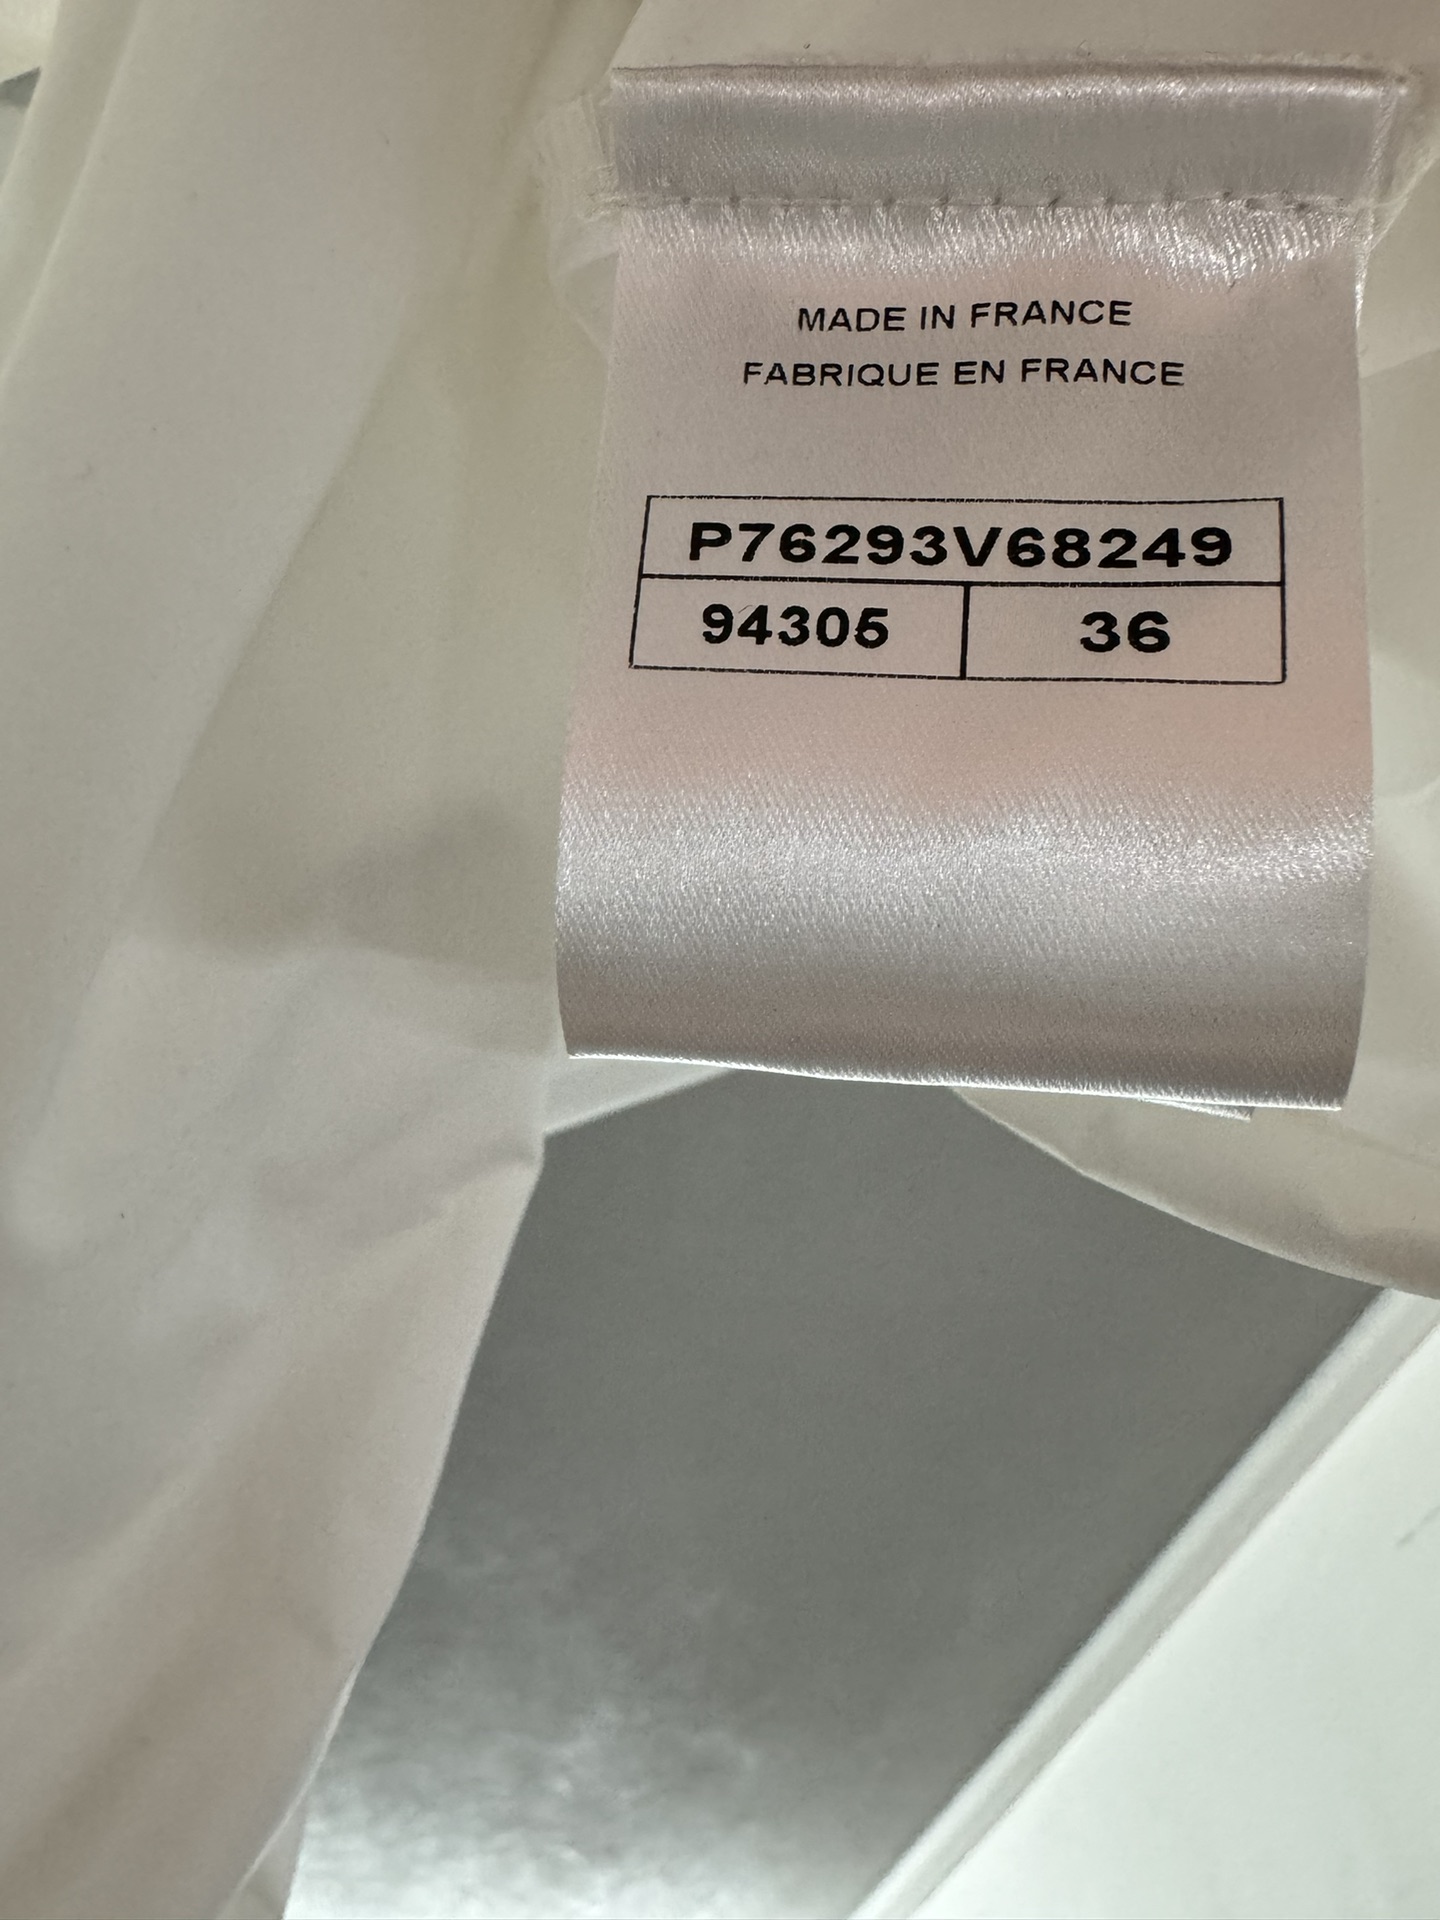 MADE IN FRANCE
FABRIQUE EN FRANCE
P76293V68249
94305 36